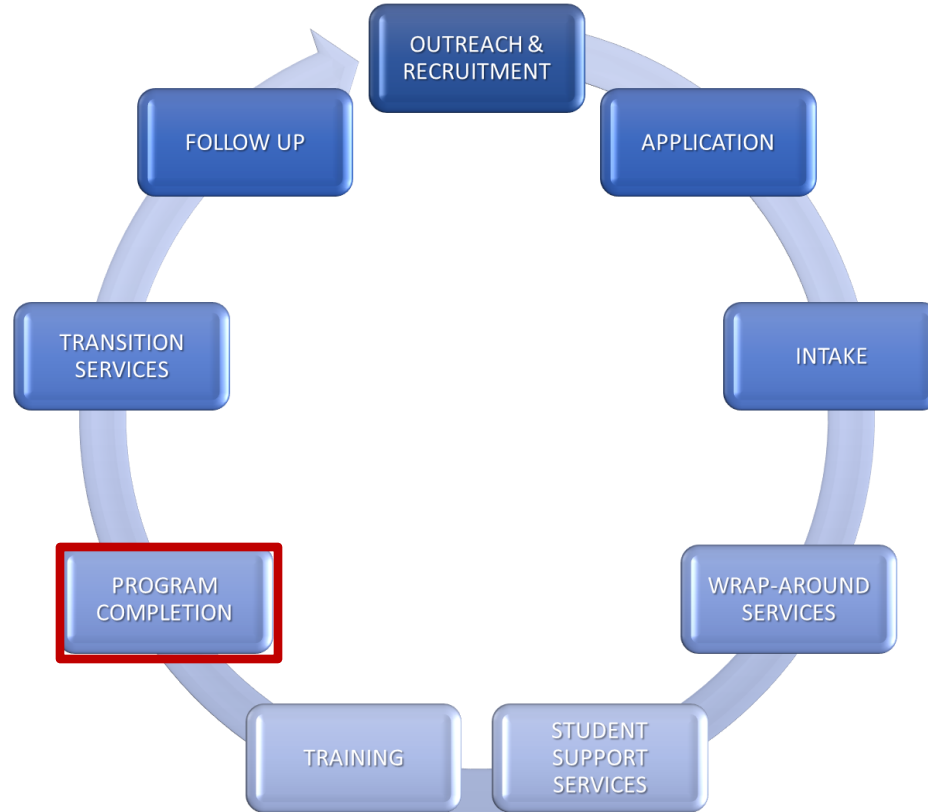 OUTREACH &
RECRUITMENT
APPLICATION
INTAKE
WRAP-AROUND
SERVICES
STUDENT
SUPPORT
SERVICES
TRAINING
PROGRAM
COMPLETION
TRANSITION
SERVICES
FOLLOW UP